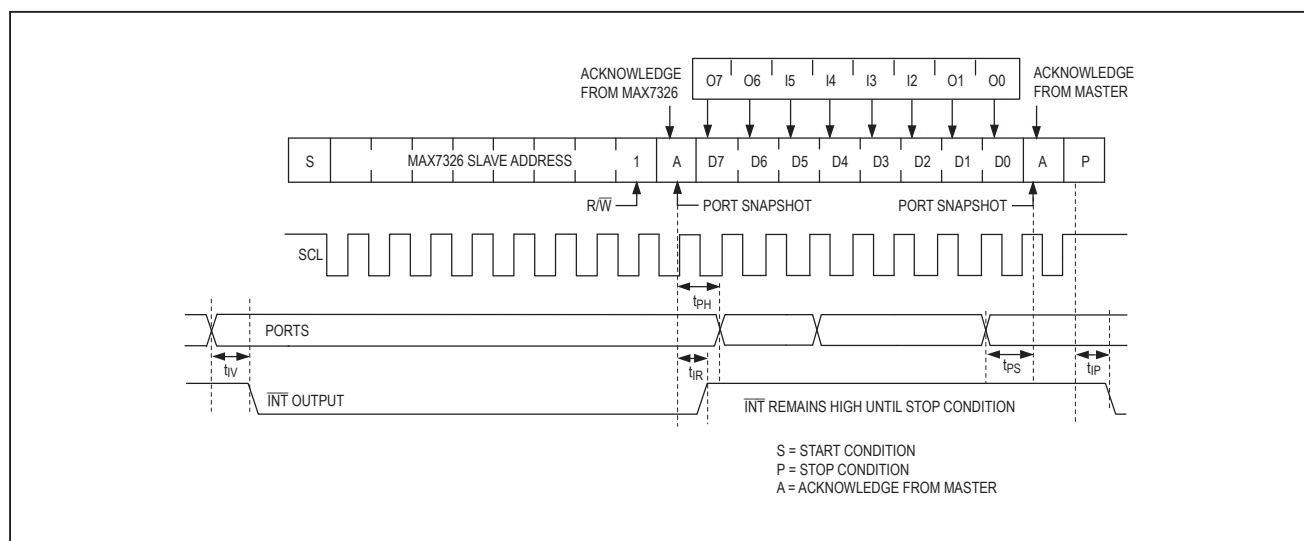 ACKNOWLEDGE
FROM MAX7326
O7 O6 I5 I4 I3 I2 O1 O0
ACKNOWLEDGE
FROM MASTER
S MAX7326 SLAVE ADDRESS 1 A D7 D6 D5 D4 D3 D2 D1 D0 A P
R/W̅ PORT SNAPSHOT PORT SNAPSHOT
SCL
tPH
PORTS
tIV tIR tPS tIP
I̅N̅T̅ OUTPUT I̅N̅T̅ REMAINS HIGH UNTIL STOP CONDITION
S = START CONDITION
P = STOP CONDITION
A = ACKNOWLEDGE FROM MASTER